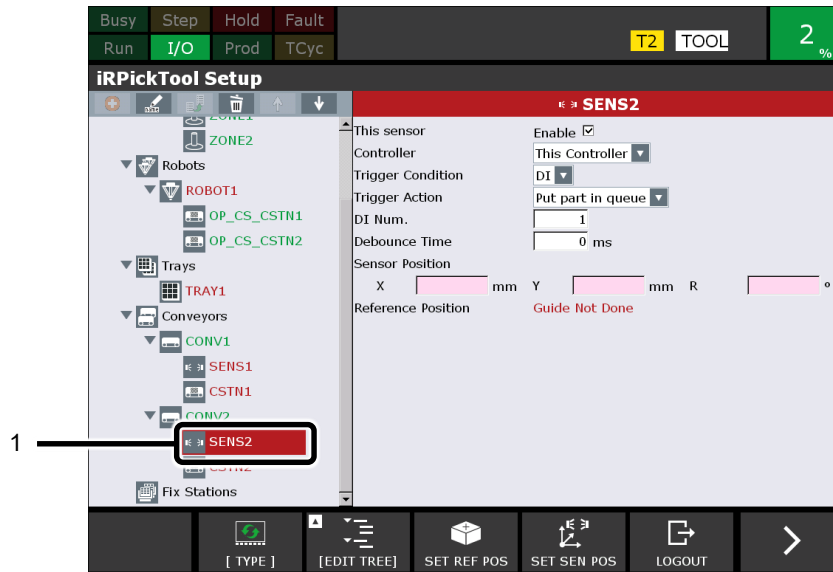 Busy Step Hold Fault
Run I/O Prod TCyc
T2 TOOL
2 %
iRPickTool Setup
SENS2
ZONE1
ZONE2
Robots
ROBOT1
OP_CS_CSTN1
OP_CS_CSTN2
Trays
TRAY1
Conveyors
CONV1
SENS1
CSTN1
CONV2
1
SENS2
CSTN2
Fix Stations
This sensor Enable
Controller This Controller
Trigger Condition DI
Trigger Action Put part in queue
DI Num. 1
Debounce Time 0 ms
Sensor Position
X mm Y mm R °
Reference Position Guide Not Done
[ TYPE ] [EDIT TREE] SET REF POS SET SEN POS LOGOUT